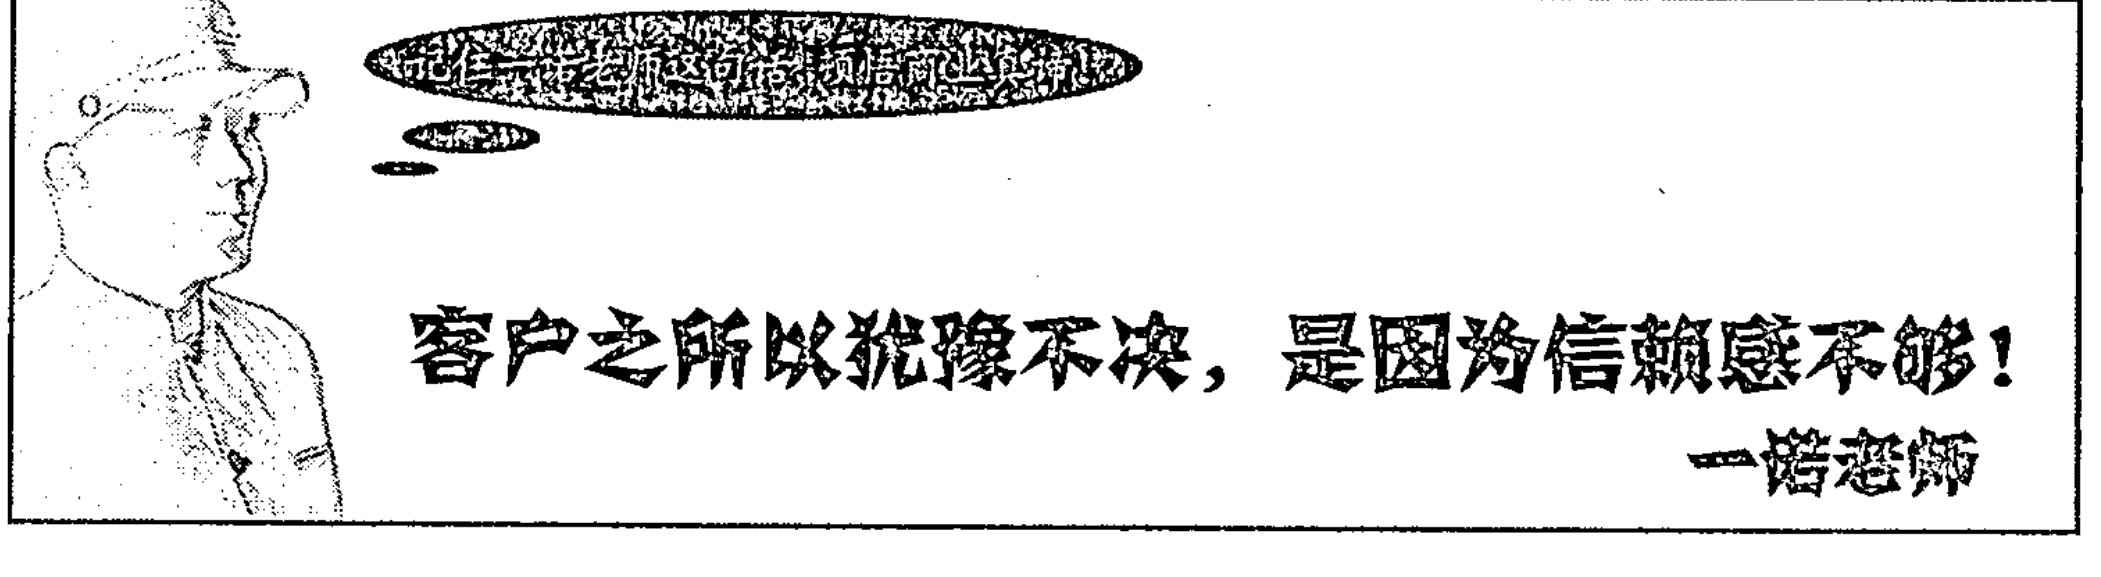 记住一诺老师这句话!领悟商业真谛!
客户之所以犹豫不决，是因为信赖感不够！
一诺老师